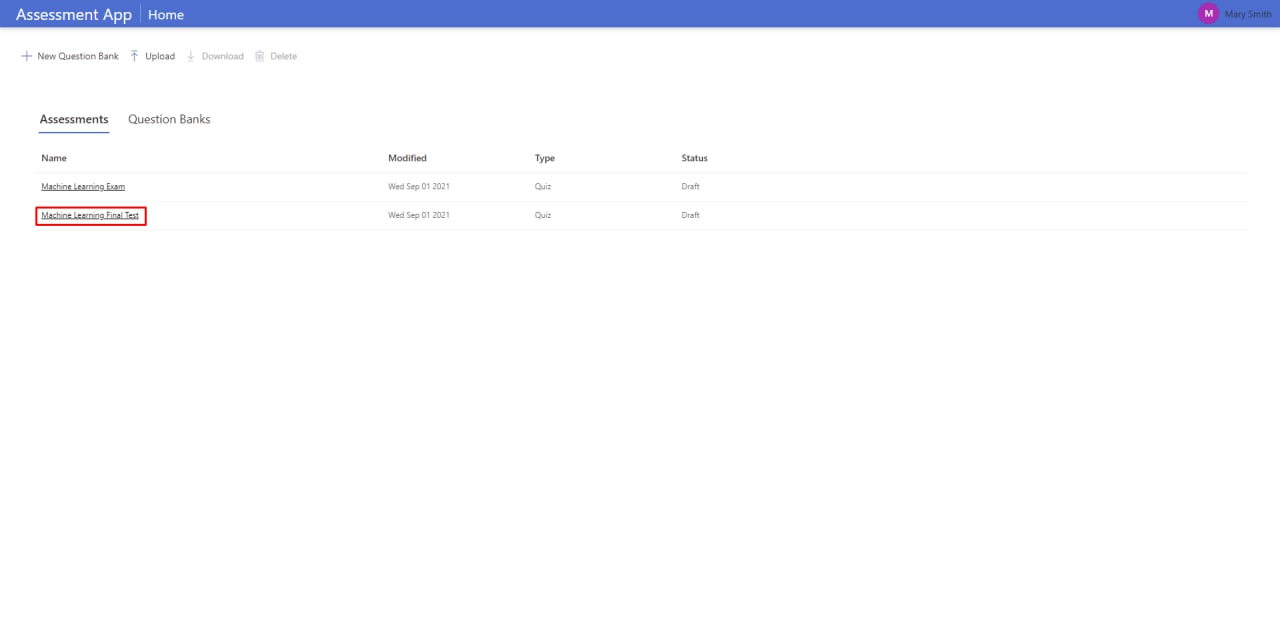 Assessment App Home M Mary Smith
New Question Bank Upload Download Delete
Assessments Question Banks
Name Modified Type Status
Machine Learning Exam Wed Sep 01 2021 Quiz Draft
Machine Learning Final Test Wed Sep 01 2021 Quiz Draft